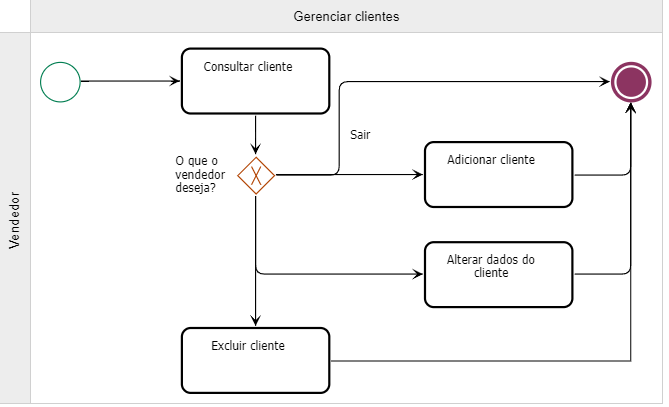 Gerenciar clientes
Vendedor
Consultar cliente
O que o
vendedor
deseja?
X
Sair
Adicionar cliente
Alterar dados do
cliente
Excluir cliente